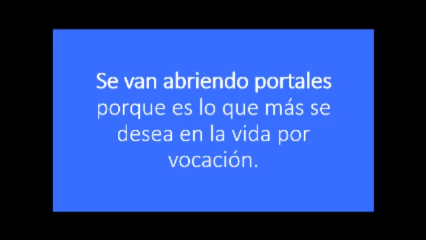 Se van abriendo portales
porque es lo que más se
desea en la vida por
vocación.